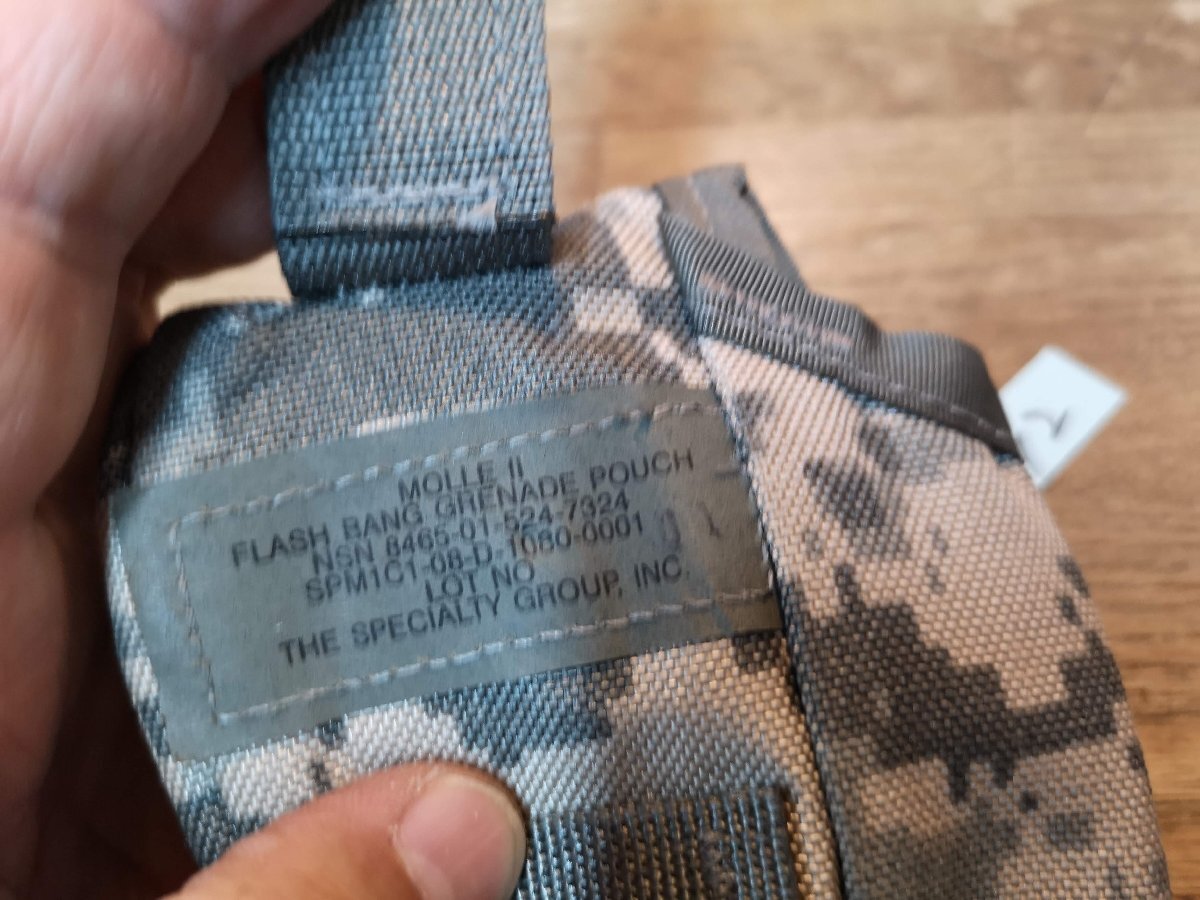 MOLLE II
FLASH BANG GRENADE POUCH
NSN 8465-01-524-7324
SPM1C1-08-D-1080-0001
LOT NO
THE SPECIALTY GROUP, INC.